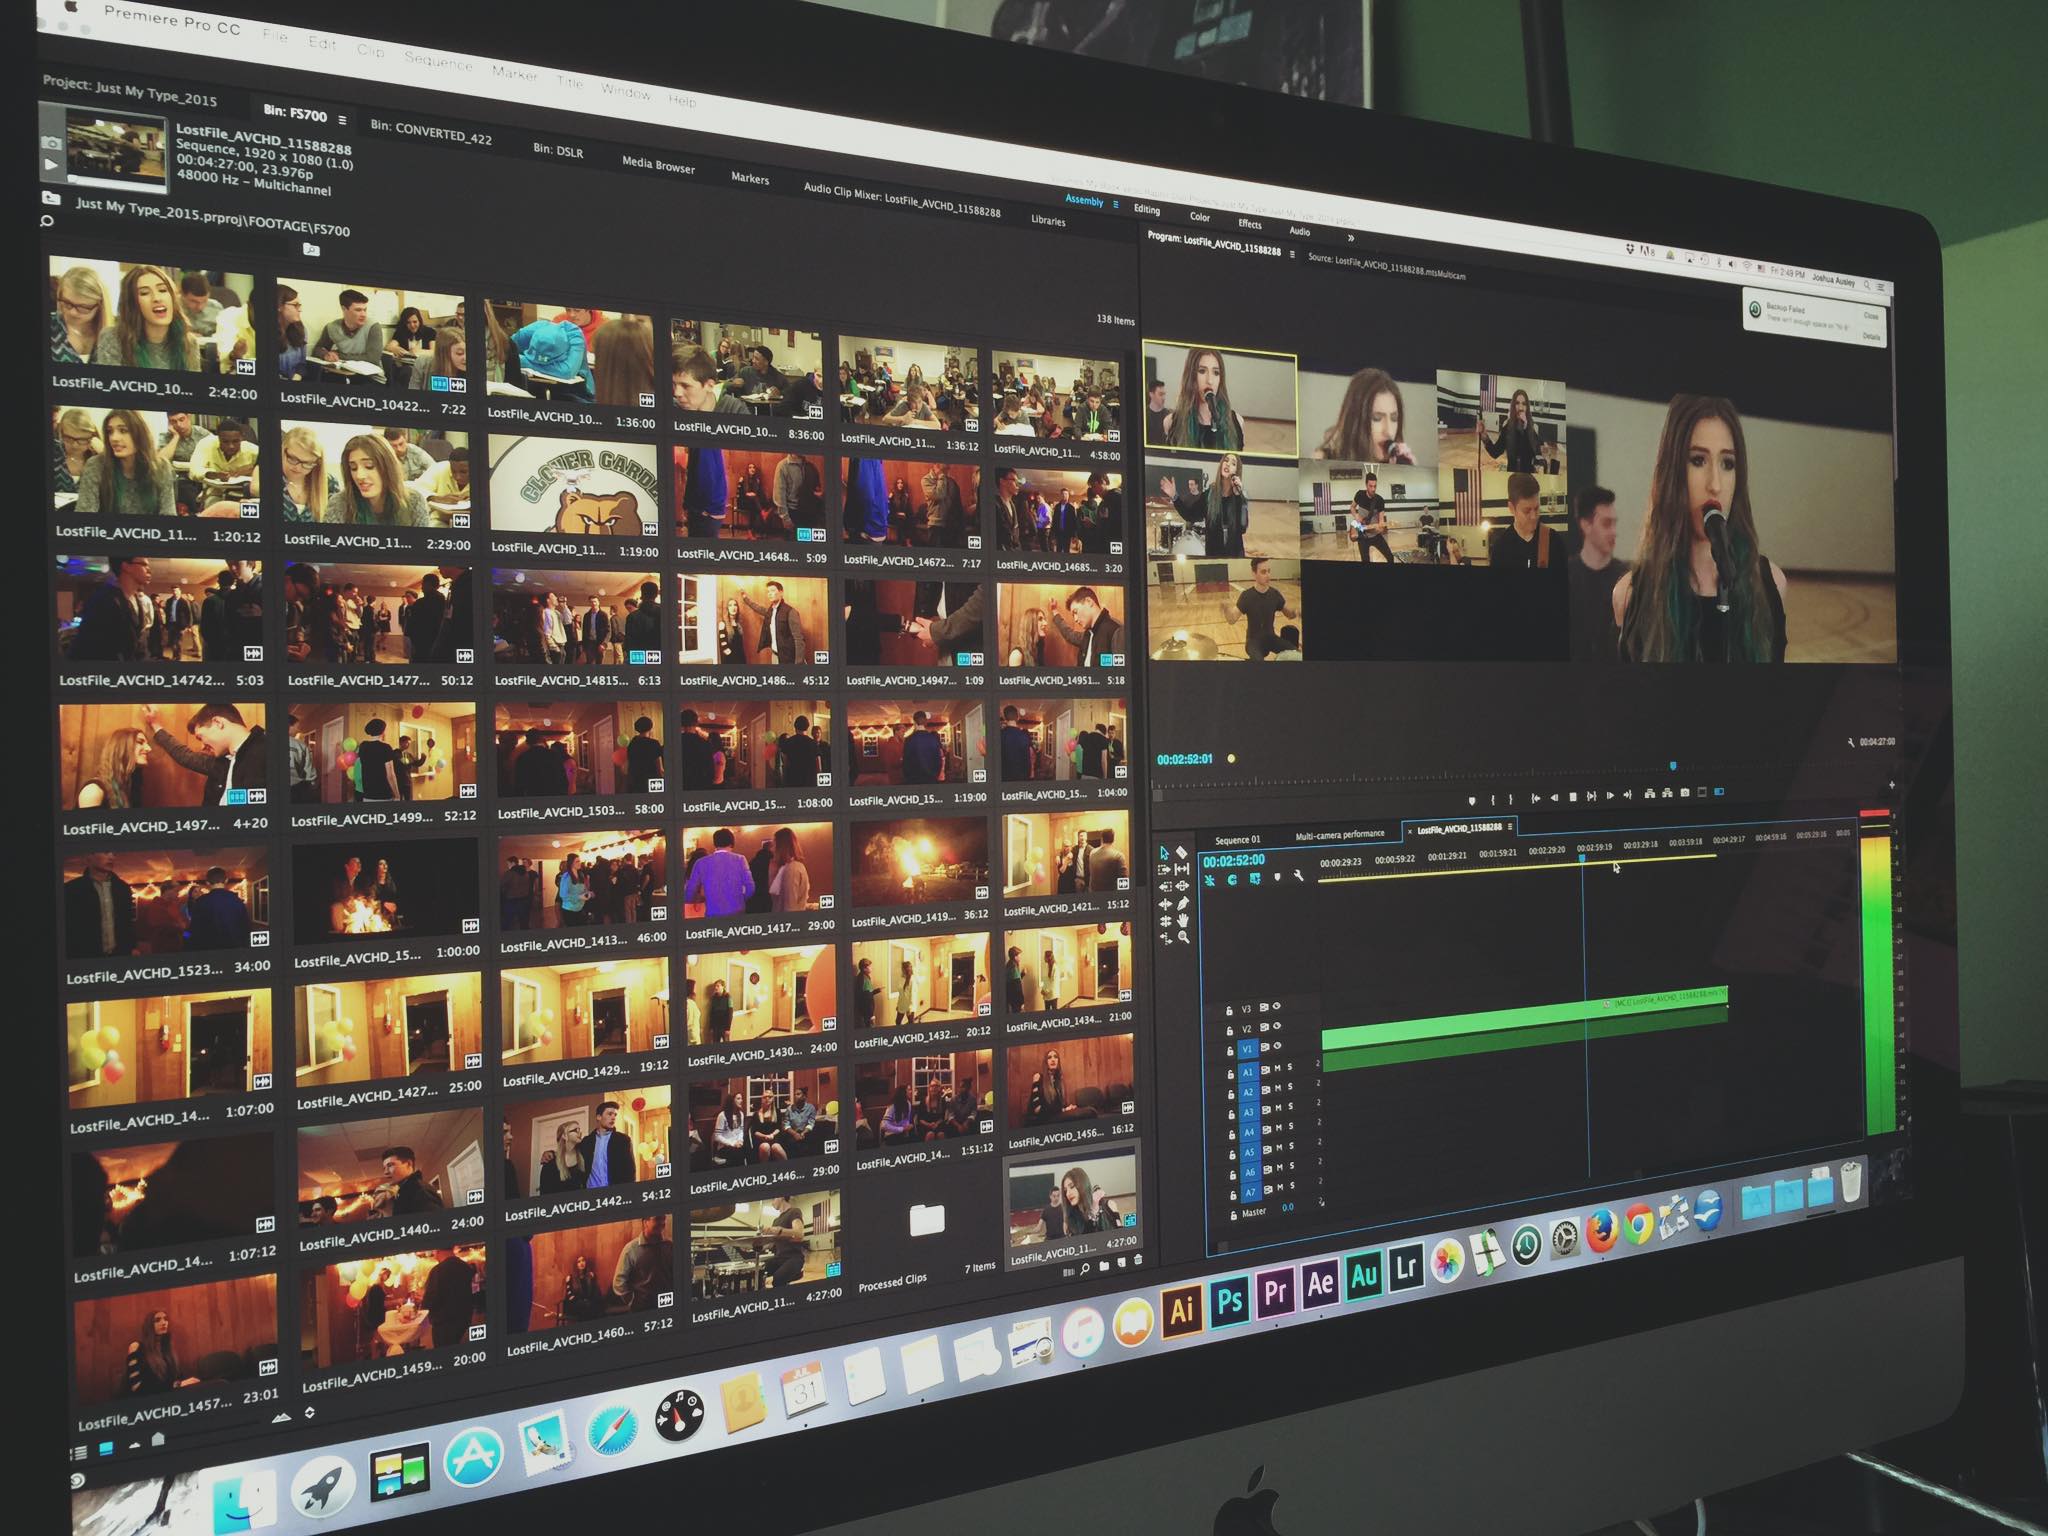 Premiere Pro CC File Edit Clip Sequence Marker Title Window Help
Fri 2:49 PM Joshua Ausley
Backup Failed
Close
Details
Project: Just My Type_2015
Bin: FS700
Bin: CONVERTED_422
Bin: DSLR
Media Browser
Markers
Audio Clip Mixer: LostFile_AVCHD_11588288
Libraries
LostFile_AVCHD_11588288
Sequence, 1920 x 1080 (1.0)
00:04:27:00, 23.976p
48000 Hz - Multichannel
Just My Type_2015.prproj\FOOTAGE\FS700
138 Items
Assembly Editing Color Effects Audio
Program: LostFile_AVCHD_11588288
Source: LostFile_AVCHD_11588288.mtsMulticam
LostFile_AVCHD_10... 2:42:00
LostFile_AVCHD_10422... 7:22
LostFile_AVCHD_10... 1:36:00
LostFile_AVCHD_10... 8:36:00
LostFile_AVCHD_11... 1:36:12
LostFile_AVCHD_11... 4:58:00
CLOVER GARDE
LostFile_AVCHD_11... 1:20:12
LostFile_AVCHD_11... 2:29:00
LostFile_AVCHD_11... 1:19:00
LostFile_AVCHD_14648... 5:09
LostFile_AVCHD_14672... 7:17
LostFile_AVCHD_14685... 3:20
LostFile_AVCHD_14742... 5:03
LostFile_AVCHD_1477... 50:12
LostFile_AVCHD_14815... 6:13
LostFile_AVCHD_1486... 45:12
LostFile_AVCHD_14947... 1:09
LostFile_AVCHD_14951... 5:18
LostFile_AVCHD_1497... 4+20
LostFile_AVCHD_1499... 52:12
LostFile_AVCHD_1503... 58:00
LostFile_AVCHD_15... 1:08:00
LostFile_AVCHD_15... 1:19:00
LostFile_AVCHD_15... 1:04:00
LostFile_AVCHD_1523... 34:00
LostFile_AVCHD_15... 1:00:00
LostFile_AVCHD_1413... 46:00
LostFile_AVCHD_1417... 29:00
LostFile_AVCHD_1419... 36:12
LostFile_AVCHD_1421... 15:12
LostFile_AVCHD_14... 1:07:00
LostFile_AVCHD_1427... 25:00
LostFile_AVCHD_1429... 19:12
LostFile_AVCHD_1430... 24:00
LostFile_AVCHD_1432... 20:12
LostFile_AVCHD_1434... 21:00
LostFile_AVCHD_14... 1:07:12
LostFile_AVCHD_1440... 24:00
LostFile_AVCHD_1442... 54:12
LostFile_AVCHD_1446... 29:00
LostFile_AVCHD_14... 1:51:12
LostFile_AVCHD_1456... 16:12
LostFile_AVCHD_1457... 23:01
LostFile_AVCHD_1459... 20:00
LostFile_AVCHD_1460... 57:12
LostFile_AVCHD_11... 4:27:00
Processed Clips 7 Items
LostFile_AVCHD_11... 4:27:00
00:02:52:01
00:04:27:00
Sequence 01
Multi-camera performance
LostFile_AVCHD_11588288
00:02:52:00
00:00:29:23 00:00:59:22 00:01:29:21 00:01:59:21 00:02:29:20 00:02:59:19 00:03:29:18 00:03:59:18 00:04:29:17 00:04:59:16 00:05:29:16
V3
V2
V1
[MC1] LostFile_AVCHD_11588288.mts
A1 M S
A2 M S
A3 M S
A4 M S
A5 M S
A6 M S
A7 M S
Master 0.0
JUL
31
Ai
Ps
Pr
Ae
Au
Lr